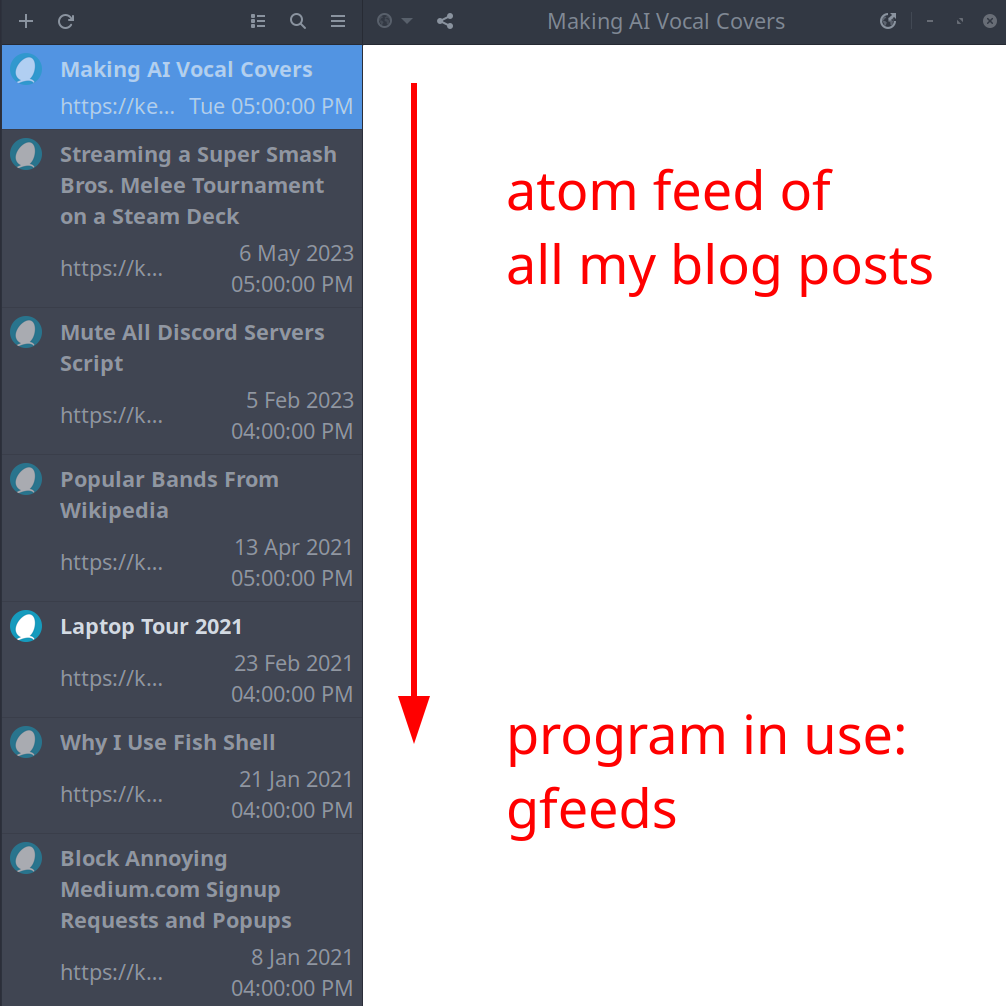 Making AI Vocal Covers
Making AI Vocal Covers
https://ke... Tue 05:00:00 PM
Streaming a Super Smash
Bros. Melee Tournament
on a Steam Deck
https://k...
6 May 2023
05:00:00 PM
Mute All Discord Servers
Script
https://k...
5 Feb 2023
04:00:00 PM
Popular Bands From
Wikipedia
https://k...
13 Apr 2021
05:00:00 PM
Laptop Tour 2021
https://k...
23 Feb 2021
04:00:00 PM
Why I Use Fish Shell
https://k...
21 Jan 2021
04:00:00 PM
Block Annoying
Medium.com Signup
Requests and Popups
https://k...
8 Jan 2021
04:00:00 PM
atom feed of
all my blog posts
program in use:
gfeeds